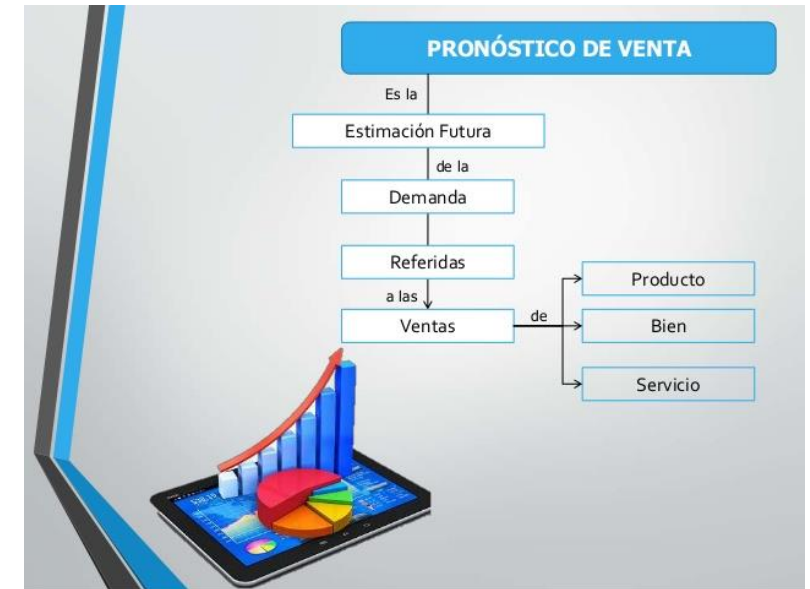 PRONÓSTICO DE VENTA
Es la
Estimación Futura
de la
Demanda
Referidas
a las
Ventas
de
Producto
Bien
Servicio